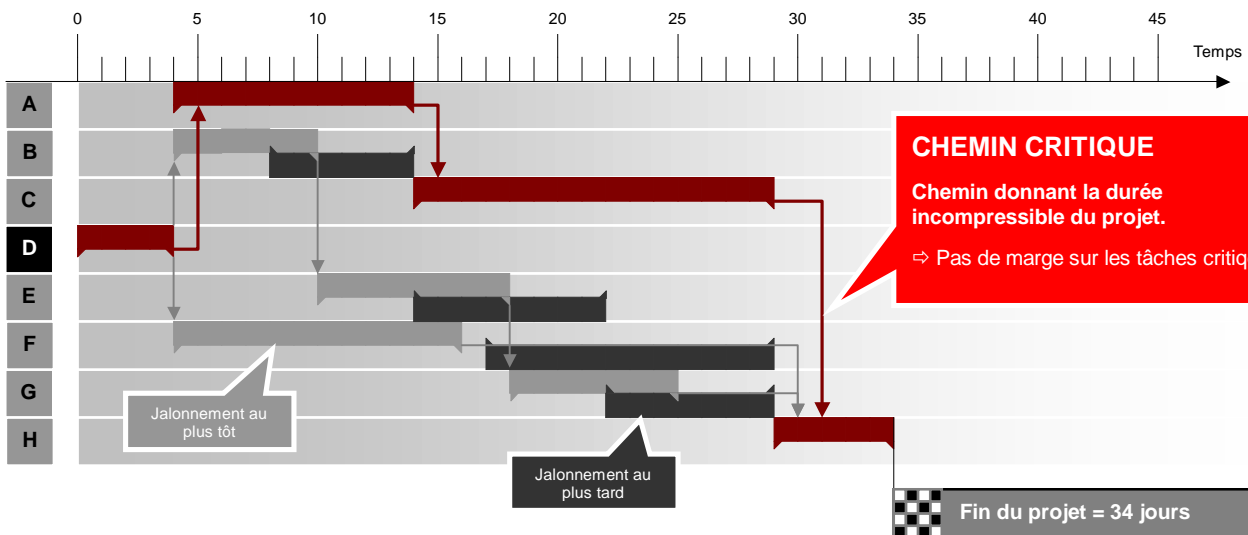 0 5 10 15 20 25 30 35 40 45
Temps
A
B
C
D
E
F
G
H
CHEMIN CRITIQUE
Chemin donnant la durée
incompressible du projet.
⇨ Pas de marge sur les tâches
Jalonnement au
plus tôt
Jalonnement au
plus tard
Fin du projet = 34 jours